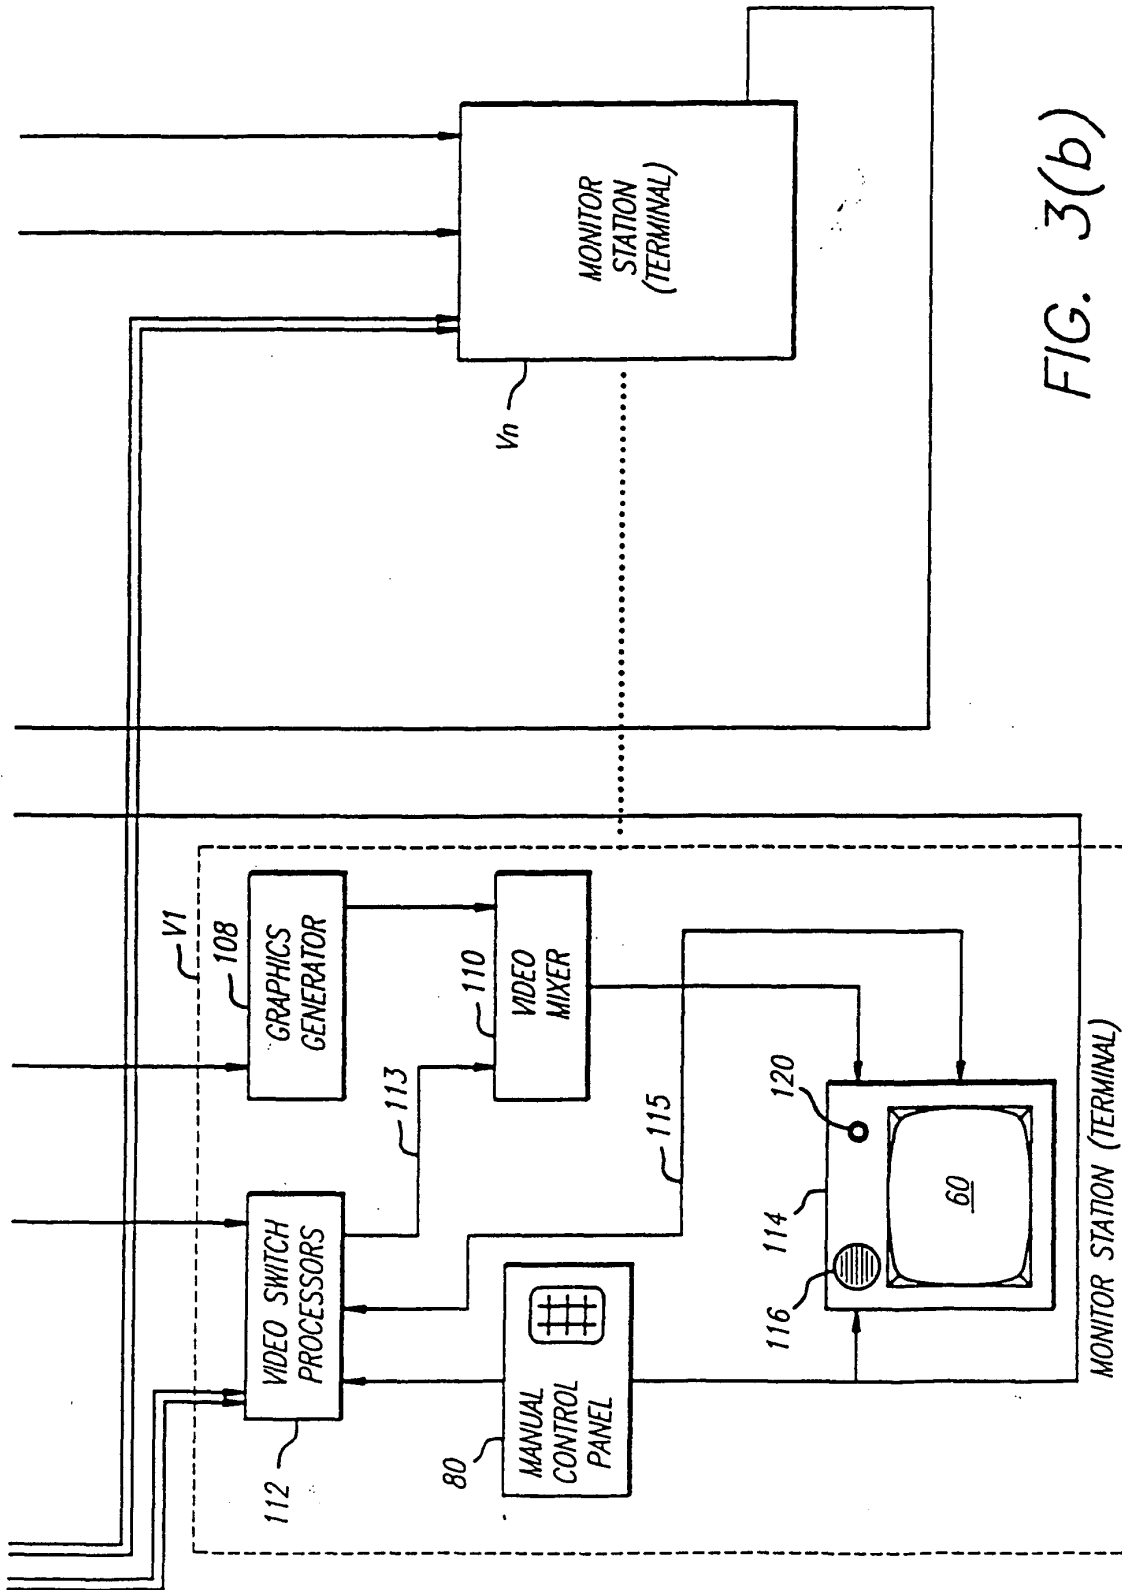 V1
108
GRAPHICS
GENERATOR
110
VIDEO
MIXER
113
115
VIDEO SWITCH
PROCESSORS
112
MANUAL
CONTROL
PANEL
80
120
114
116
60
MONITOR STATION (TERMINAL)
MONITOR
STATION
(TERMINAL)
Vn
FIG. 3(b)